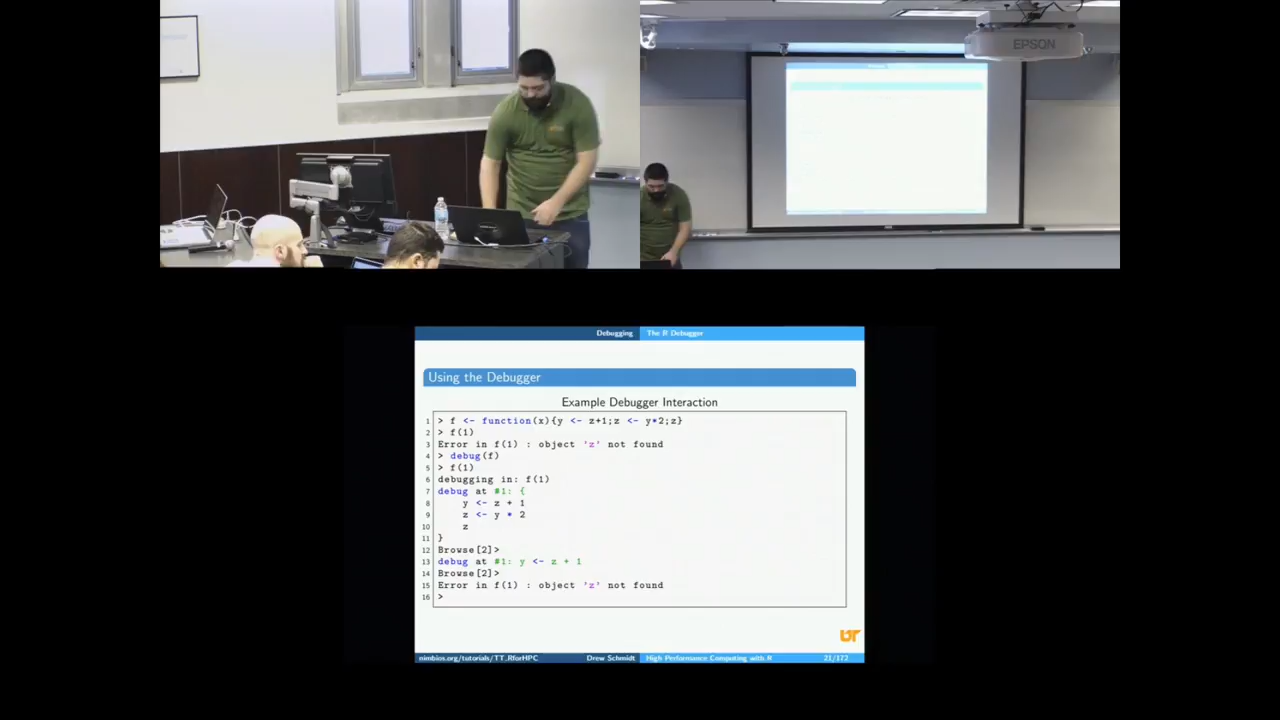 EPSON
Debugging The R Debugger
Using the Debugger
Example Debugger Interaction
1 > f <- function(x){y <- z+1;z <- y*2;z}
2 > f(1)
3 Error in f(1) : object 'z' not found
4 > debug(f)
5 > f(1)
6 debugging in: f(1)
7 debug at #1: {
8 y <- z + 1
9 z <- y * 2
10 z
11 }
12 Browse[2]>
13 debug at #1: y <- z + 1
14 Browse[2]>
15 Error in f(1) : object 'z' not found
16 >
UT
nimbios.org/tutorials/TT_RforHPC Drew Schmidt High Performance Computing with R 21/172